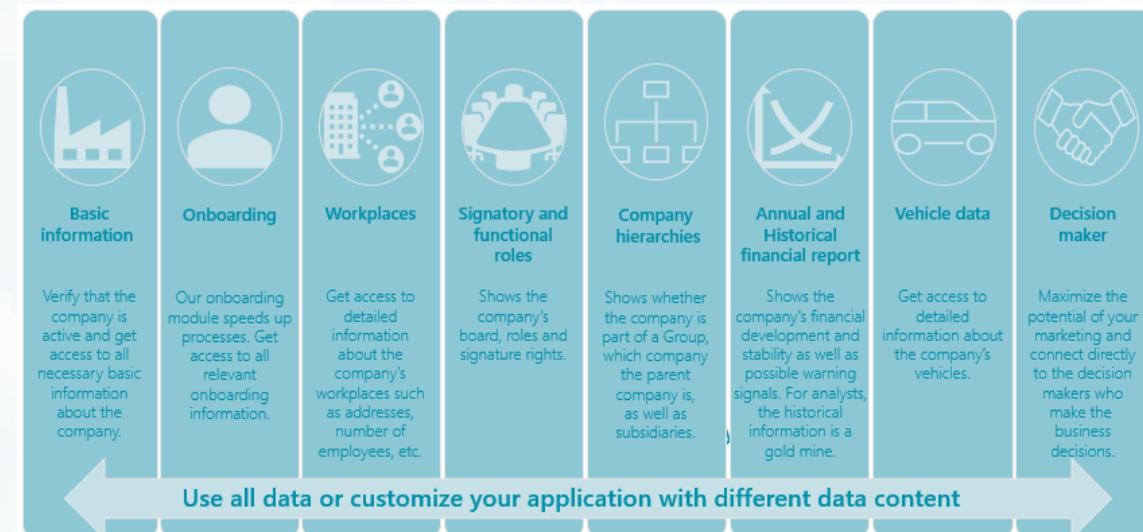 Basic
information
Verify that the
company is
active and get
access to all
necessary basic
information
about the
company.
Onboarding
Our onboarding
module speeds up
processes. Get
access to all
relevant
onboarding
information.
Workplaces
Get access to
detailed
information
about the
company's
workplaces such
as addresses,
number of
employees, etc.
Signatory and
functional
roles
Shows the
company's
board, roles and
signature rights.
Company
hierarchies
Shows whether
the company is
part of a Group,
which company
the parent
company is,
as well as
subsidiaries.
Annual and
Historical
financial report
Shows the
company's financial
development and
stability as well as
possible warning
signals. For analysts,
the historical
information is a
gold mine.
Vehicle data
Get access to
detailed
information about
the company's
vehicles.
Decision
maker
Maximize the
potential of your
marketing and
connect directly
to the decision
makers who
make the
business
decisions.
Use all data or customize your application with different data content